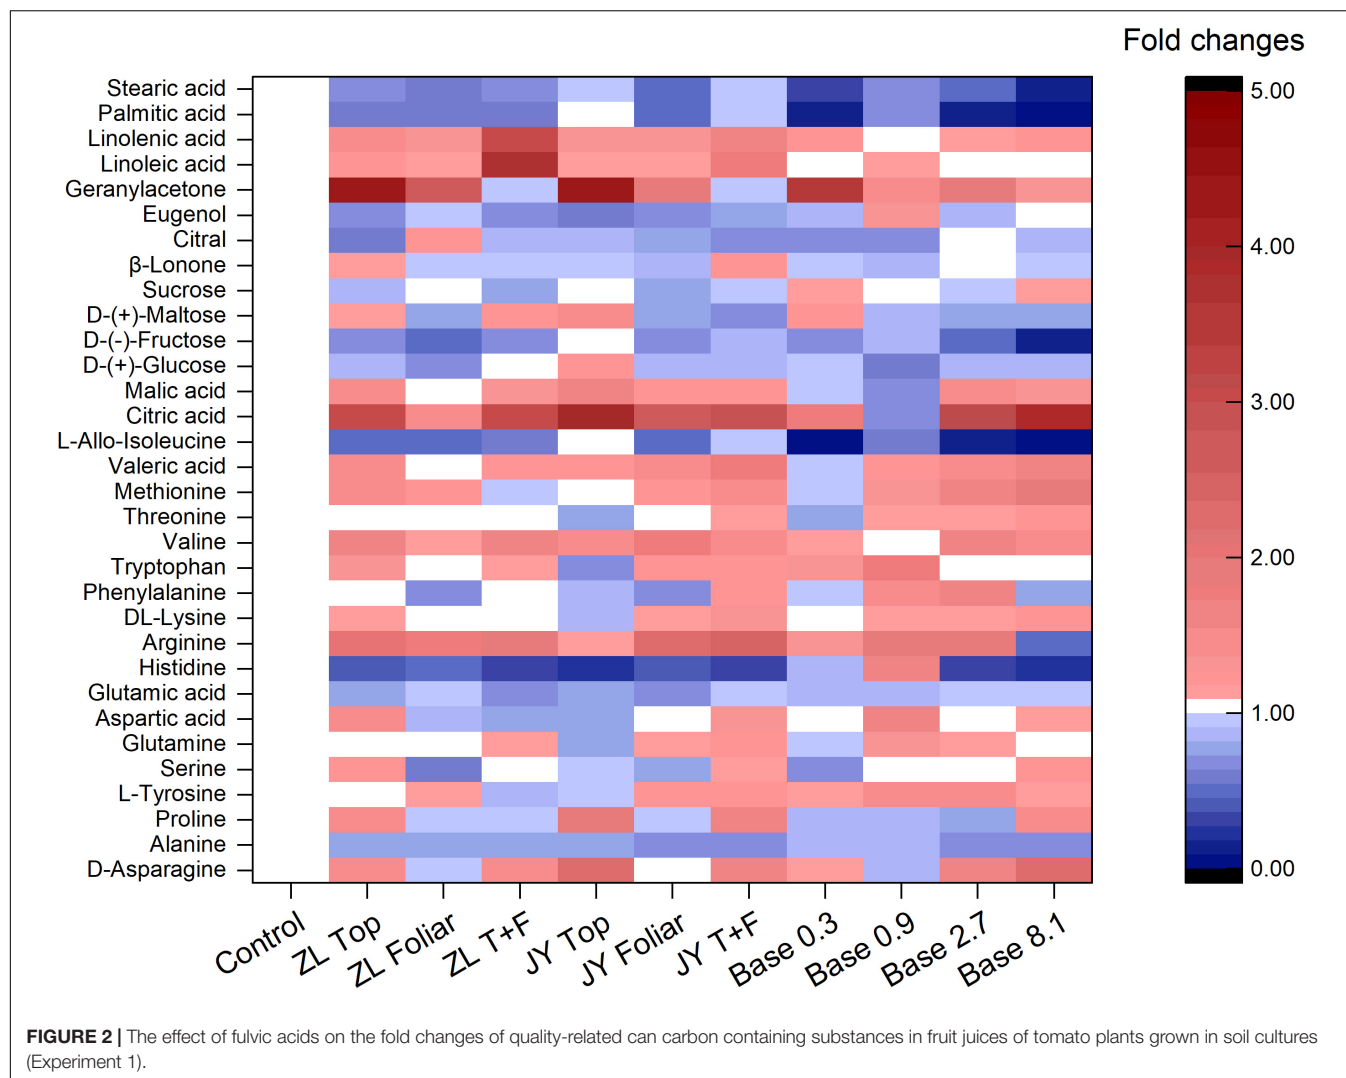 Fold changes
Stearic acid
Palmitic acid
Linolenic acid
Linoleic acid
Geranylacetone
Eugenol
Citral
β-Lonone
Sucrose
D-(+)-Maltose
D-(-)-Fructose
D-(+)-Glucose
Malic acid
Citric acid
L-Allo-Isoleucine
Valeric acid
Methionine
Threonine
Valine
Tryptophan
Phenylalanine
DL-Lysine
Arginine
Histidine
Glutamic acid
Aspartic acid
Glutamine
Serine
L-Tyrosine
Proline
Alanine
D-Asparagine
5.00
4.00
3.00
2.00
1.00
0.00
Control
ZL Top
ZL Foliar
ZL T+F
JY Top
JY Foliar
JY T+F
Base 0.3
Base 0.9
Base 2.7
Base 8.1
FIGURE 2 | The effect of fulvic acids on the fold changes of quality-related can carbon containing substances in fruit juices of tomato plants grown in soil cultures
(Experiment 1).